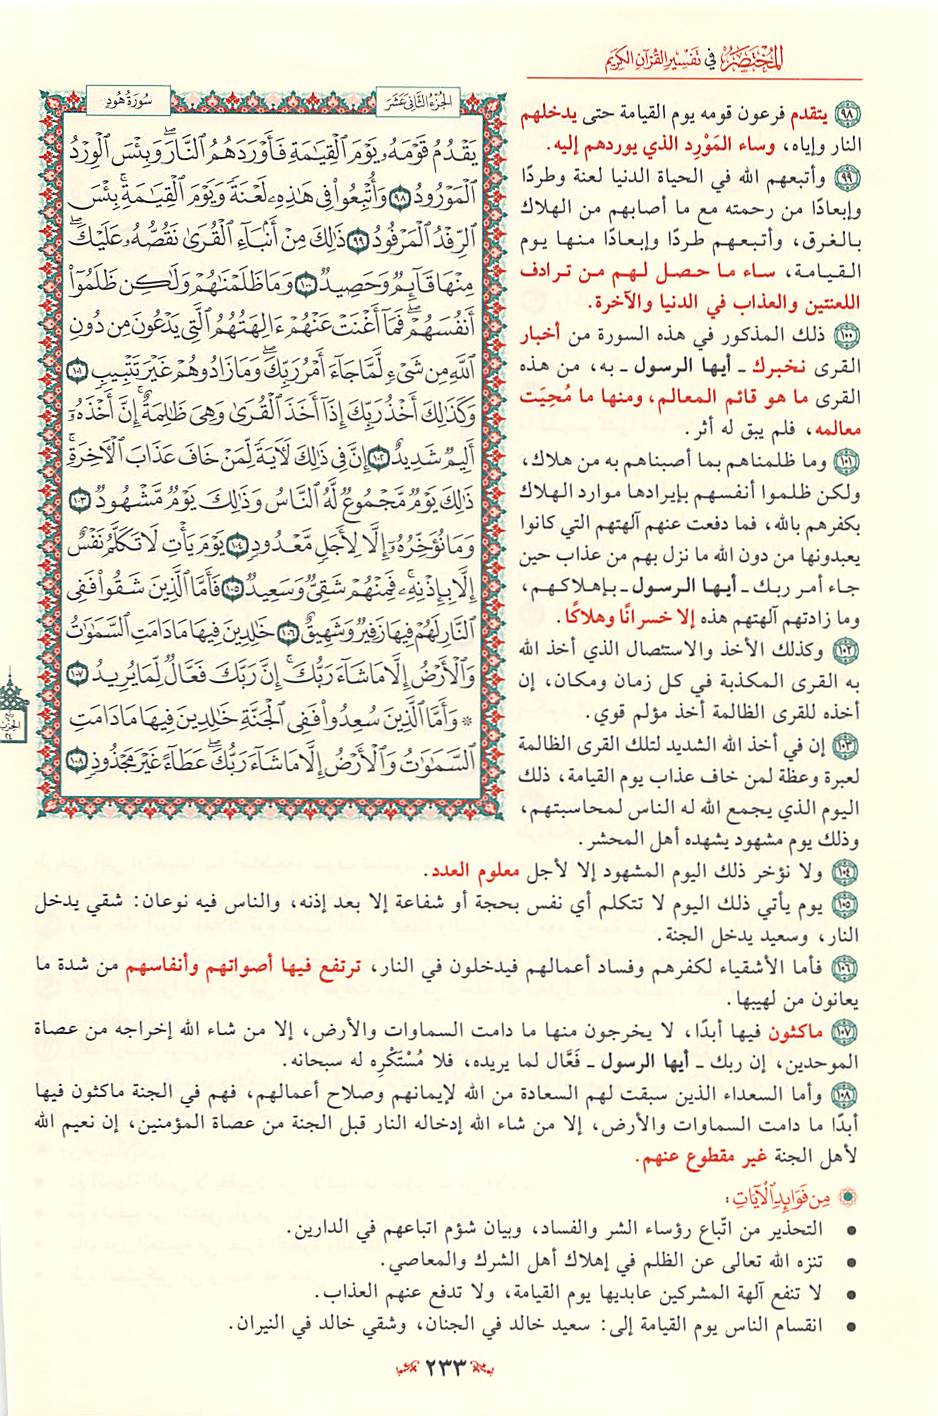 المختصر في تفسير القرآن الكريم
الجزء الثاني عشر
سورة هود
يَقْدُمُ قَوْمَهُۥ يَوْمَ ٱلْقِيَٰمَةِ فَأَوْرَدَهُمُ ٱلنَّارَۖ وَبِئْسَ ٱلْوِرْدُ
ٱلْمَوْرُودُ ٩٨ وَأُتْبِعُوا۟ فِى هَٰذِهِۦ لَعْنَةً وَيَوْمَ ٱلْقِيَٰمَةِۚ بِئْسَ
ٱلرِّفْدُ ٱلْمَرْفُودُ ٩٩ ذَٰلِكَ مِنْ أَنۢبَآءِ ٱلْقُرَىٰ نَقُصُّهُۥ عَلَيْكَۖ
مِنْهَا قَآئِمٌ وَحَصِيدٌ ١٠٠ وَمَا ظَلَمْنَٰهُمْ وَلَٰكِن ظَلَمُوٓا۟
أَنفُسَهُمْۖ فَمَآ أَغْنَتْ عَنْهُمْ ءَالِهَتُهُمُ ٱلَّتِى يَدْعُونَ مِن دُونِ
ٱللَّهِ مِن شَىْءٍ لَّمَّا جَآءَ أَمْرُ رَبِّكَۖ وَمَا زَادُوهُمْ غَيْرَ تَتْبِيبٍ ١٠١
وَكَذَٰلِكَ أَخْذُ رَبِّكَ إِذَآ أَخَذَ ٱلْقُرَىٰ وَهِىَ ظَٰلِمَةٌۚ إِنَّ أَخْذَهُۥٓ
أَلِيمٌ شَدِيدٌ ١٠٢ إِنَّ فِى ذَٰلِكَ لَءَايَةً لِّمَنْ خَافَ عَذَابَ ٱلْءَاخِرَةِۚ
ذَٰلِكَ يَوْمٌ مَّجْمُوعٌ لَّهُ ٱلنَّاسُ وَذَٰلِكَ يَوْمٌ مَّشْهُودٌ ١٠٣
وَمَا نُؤَخِّرُهُۥٓ إِلَّا لِأَجَلٍ مَّعْدُودٍ ١٠٤ يَوْمَ يَأْتِ لَا تَكَلَّمُ نَفْسٌ
إِلَّا بِإِذْنِهِۦۚ فَمِنْهُمْ شَقِىٌّ وَسَعِيدٌ ١٠٥ فَأَمَّا ٱلَّذِينَ شَقُوا۟ فَفِى
ٱلنَّارِ لَهُمْ فِيهَا زَفِيرٌ وَشَهِيقٌ ١٠٦ خَٰلِدِينَ فِيهَا مَا دَامَتِ ٱلسَّمَٰوَٰتُ
وَٱلْأَرْضُ إِلَّا مَا شَآءَ رَبُّكَۚ إِنَّ رَبَّكَ فَعَّالٌ لِّمَا يُرِيدُ ١٠٧
* وَأَمَّا ٱلَّذِينَ سُعِدُوا۟ فَفِى ٱلْجَنَّةِ خَٰلِدِينَ فِيهَا مَا دَامَتِ
ٱلسَّمَٰوَٰتُ وَٱلْأَرْضُ إِلَّا مَا شَآءَ رَبُّكَۖ عَطَآءً غَيْرَ مَجْذُوذٍ ١٠٨
٩٨ يتقدم فرعون قومه يوم القيامة حتى يدخلهم
النار وإياه، وساء المَوْرِد الذي يوردهم إليه.
٩٩ وأتبعهم الله في الحياة الدنيا لعنة وطردًا
وإبعادًا من رحمته مع ما أصابهم من الهلاك
بالغرق، وأتبعهم طردًا وإبعادًا منها يوم
القيامة، ساء ما حصل لهم من ترادف
اللعنتين والعذاب في الدنيا والآخرة.
١٠٠ ذلك المذكور في هذه السورة من أخبار
القرى نخبرك ـ أيها الرسول ـ به، من هذه
القرى ما هو قائم المعالم، ومنها ما مُحِيَت
معالمه، فلم يبق له أثر.
١٠١ وما ظلمناهم بما أصبناهم به من هلاك،
ولكن ظلموا أنفسهم بإيرادها موارد الهلاك
بكفرهم بالله، فما دفعت عنهم آلهتهم التي كانوا
يعبدونها من دون الله ما نزل بهم من عذاب حين
جاء أمر ربك ـ أيها الرسول ـ بإهلاكهم،
وما زادتهم آلهتهم هذه إلا خسرانًا وهلاكًا.
١٠٢ وكذلك الأخذ والاستئصال الذي أخذ الله
به القرى المكذبة في كل زمان ومكان، إن
أخذه للقرى الظالمة أخذ مؤلم قوي.
١٠٣ إن في أخذ الله الشديد لتلك القرى الظالمة
لعبرة وعظة لمن خاف عذاب يوم القيامة، ذلك
اليوم الذي يجمع الله له الناس لمحاسبتهم،
وذلك يوم مشهود يشهده أهل المحشر.
١٠٤ ولا نؤخر ذلك اليوم المشهود إلا لأجل معلوم العدد.
١٠٥ يوم يأتي ذلك اليوم لا تتكلم أي نفس بحجة أو شفاعة إلا بعد إذنه، والناس فيه نوعان: شقي يدخل
النار، وسعيد يدخل الجنة.
١٠٦ فأما الأشقياء لكفرهم وفساد أعمالهم فيدخلون في النار، ترتفع فيها أصواتهم وأنفاسهم من شدة ما
يعانون من لهيبها.
١٠٧ ماكثون فيها أبدًا، لا يخرجون منها ما دامت السماوات والأرض، إلا من شاء الله إخراجه من عصاة
الموحدين، إن ربك ـ أيها الرسول ـ فَعَّال لما يريده، فلا مُسْتَكْرِه له سبحانه.
١٠٨ وأما السعداء الذين سبقت لهم السعادة من الله لإيمانهم وصلاح أعمالهم، فهم في الجنة ماكثون فيها
أبدًا ما دامت السماوات والأرض، إلا من شاء الله إدخاله النار قبل الجنة من عصاة المؤمنين، إن نعيم الله
لأهل الجنة غير مقطوع عنهم.
من فوائد الآيات:
• التحذير من اتّباع رؤساء الشر والفساد، وبيان شؤم اتباعهم في الدارين.
• تنزه الله تعالى عن الظلم في إهلاك أهل الشرك والمعاصي.
• لا تنفع آلهة المشركين عابديها يوم القيامة، ولا تدفع عنهم العذاب.
• انقسام الناس يوم القيامة إلى: سعيد خالد في الجنان، وشقي خالد في النيران.
٢٣٣